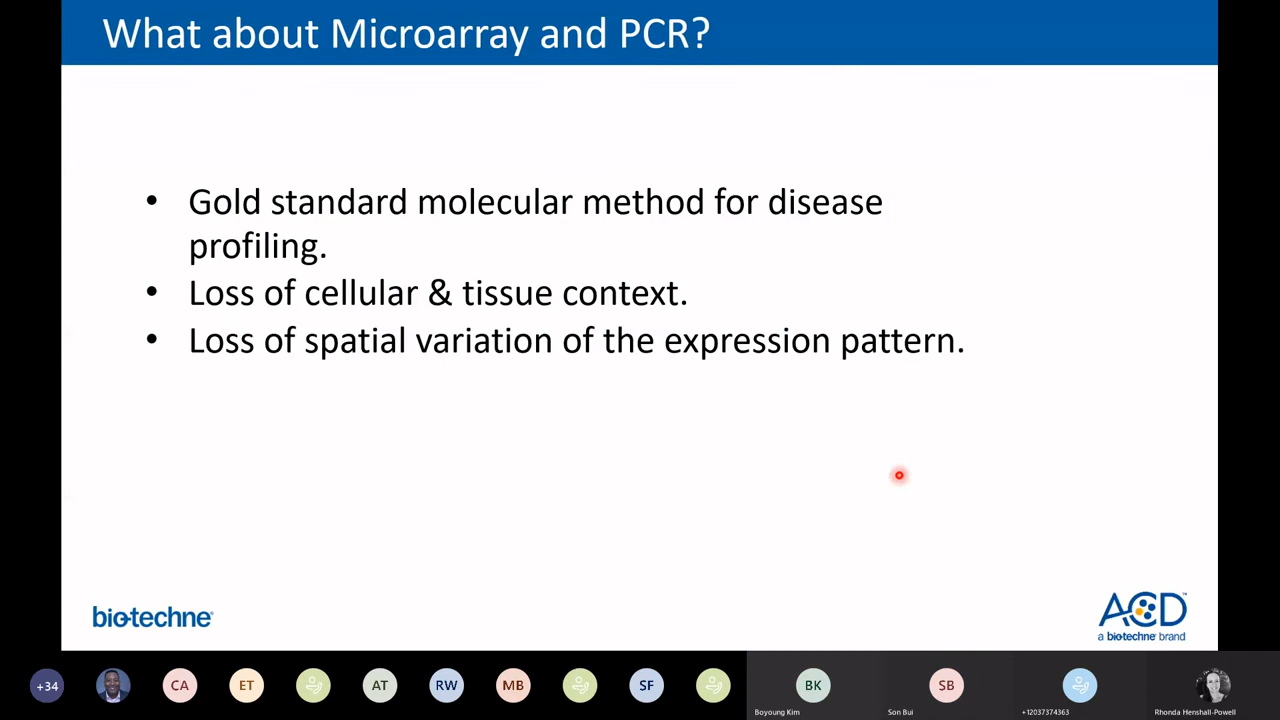 What about Microarray and PCR?
• Gold standard molecular method for disease
profiling.
• Loss of cellular & tissue context.
• Loss of spatial variation of the expression pattern.
bio-techne®
ACD™
a biotechne brand
+34
CA
ET
AT
RW
MB
SF
BK
SB
Boyoung Kim
Son Bui
+12037374363
Rhonda Henshall-Powell